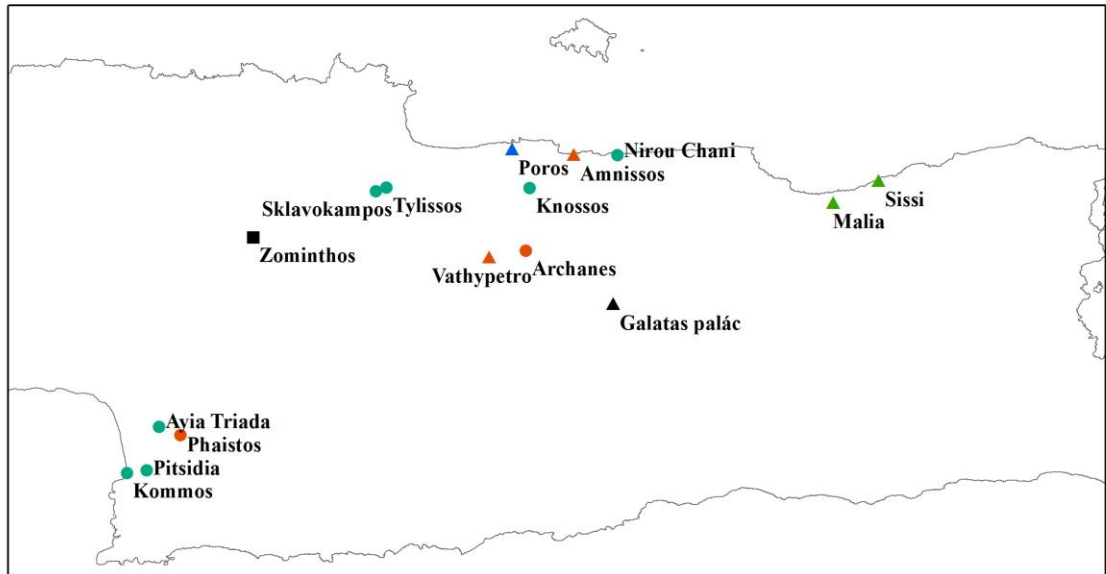 Nirou Chani
Poros
Amnissos
Sissi
Sklavokampos
Tylissos
Knossos
Malia
Zominthos
Vathypetro
Archanes
Galatas palác
Ayia Triada
Phaistos
Pitsidia
Kommos